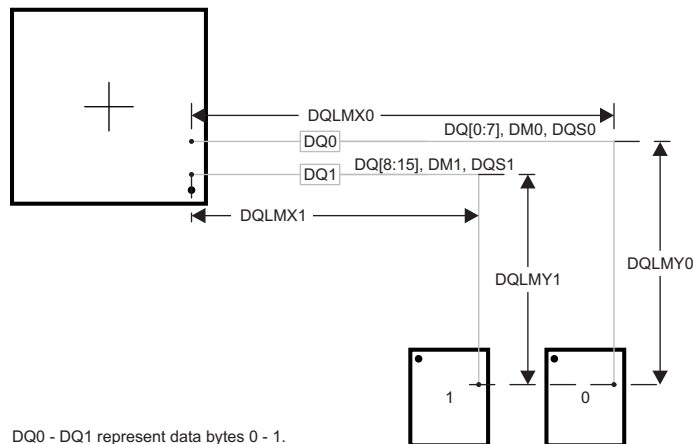 DQLMX0
DQ[0:7], DM0, DQS0
DQ0
DQ[8:15], DM1, DQS1
DQ1
DQLMX1
DQLMY0
DQLMY1
1
0
DQ0 - DQ1 represent data bytes 0 - 1.